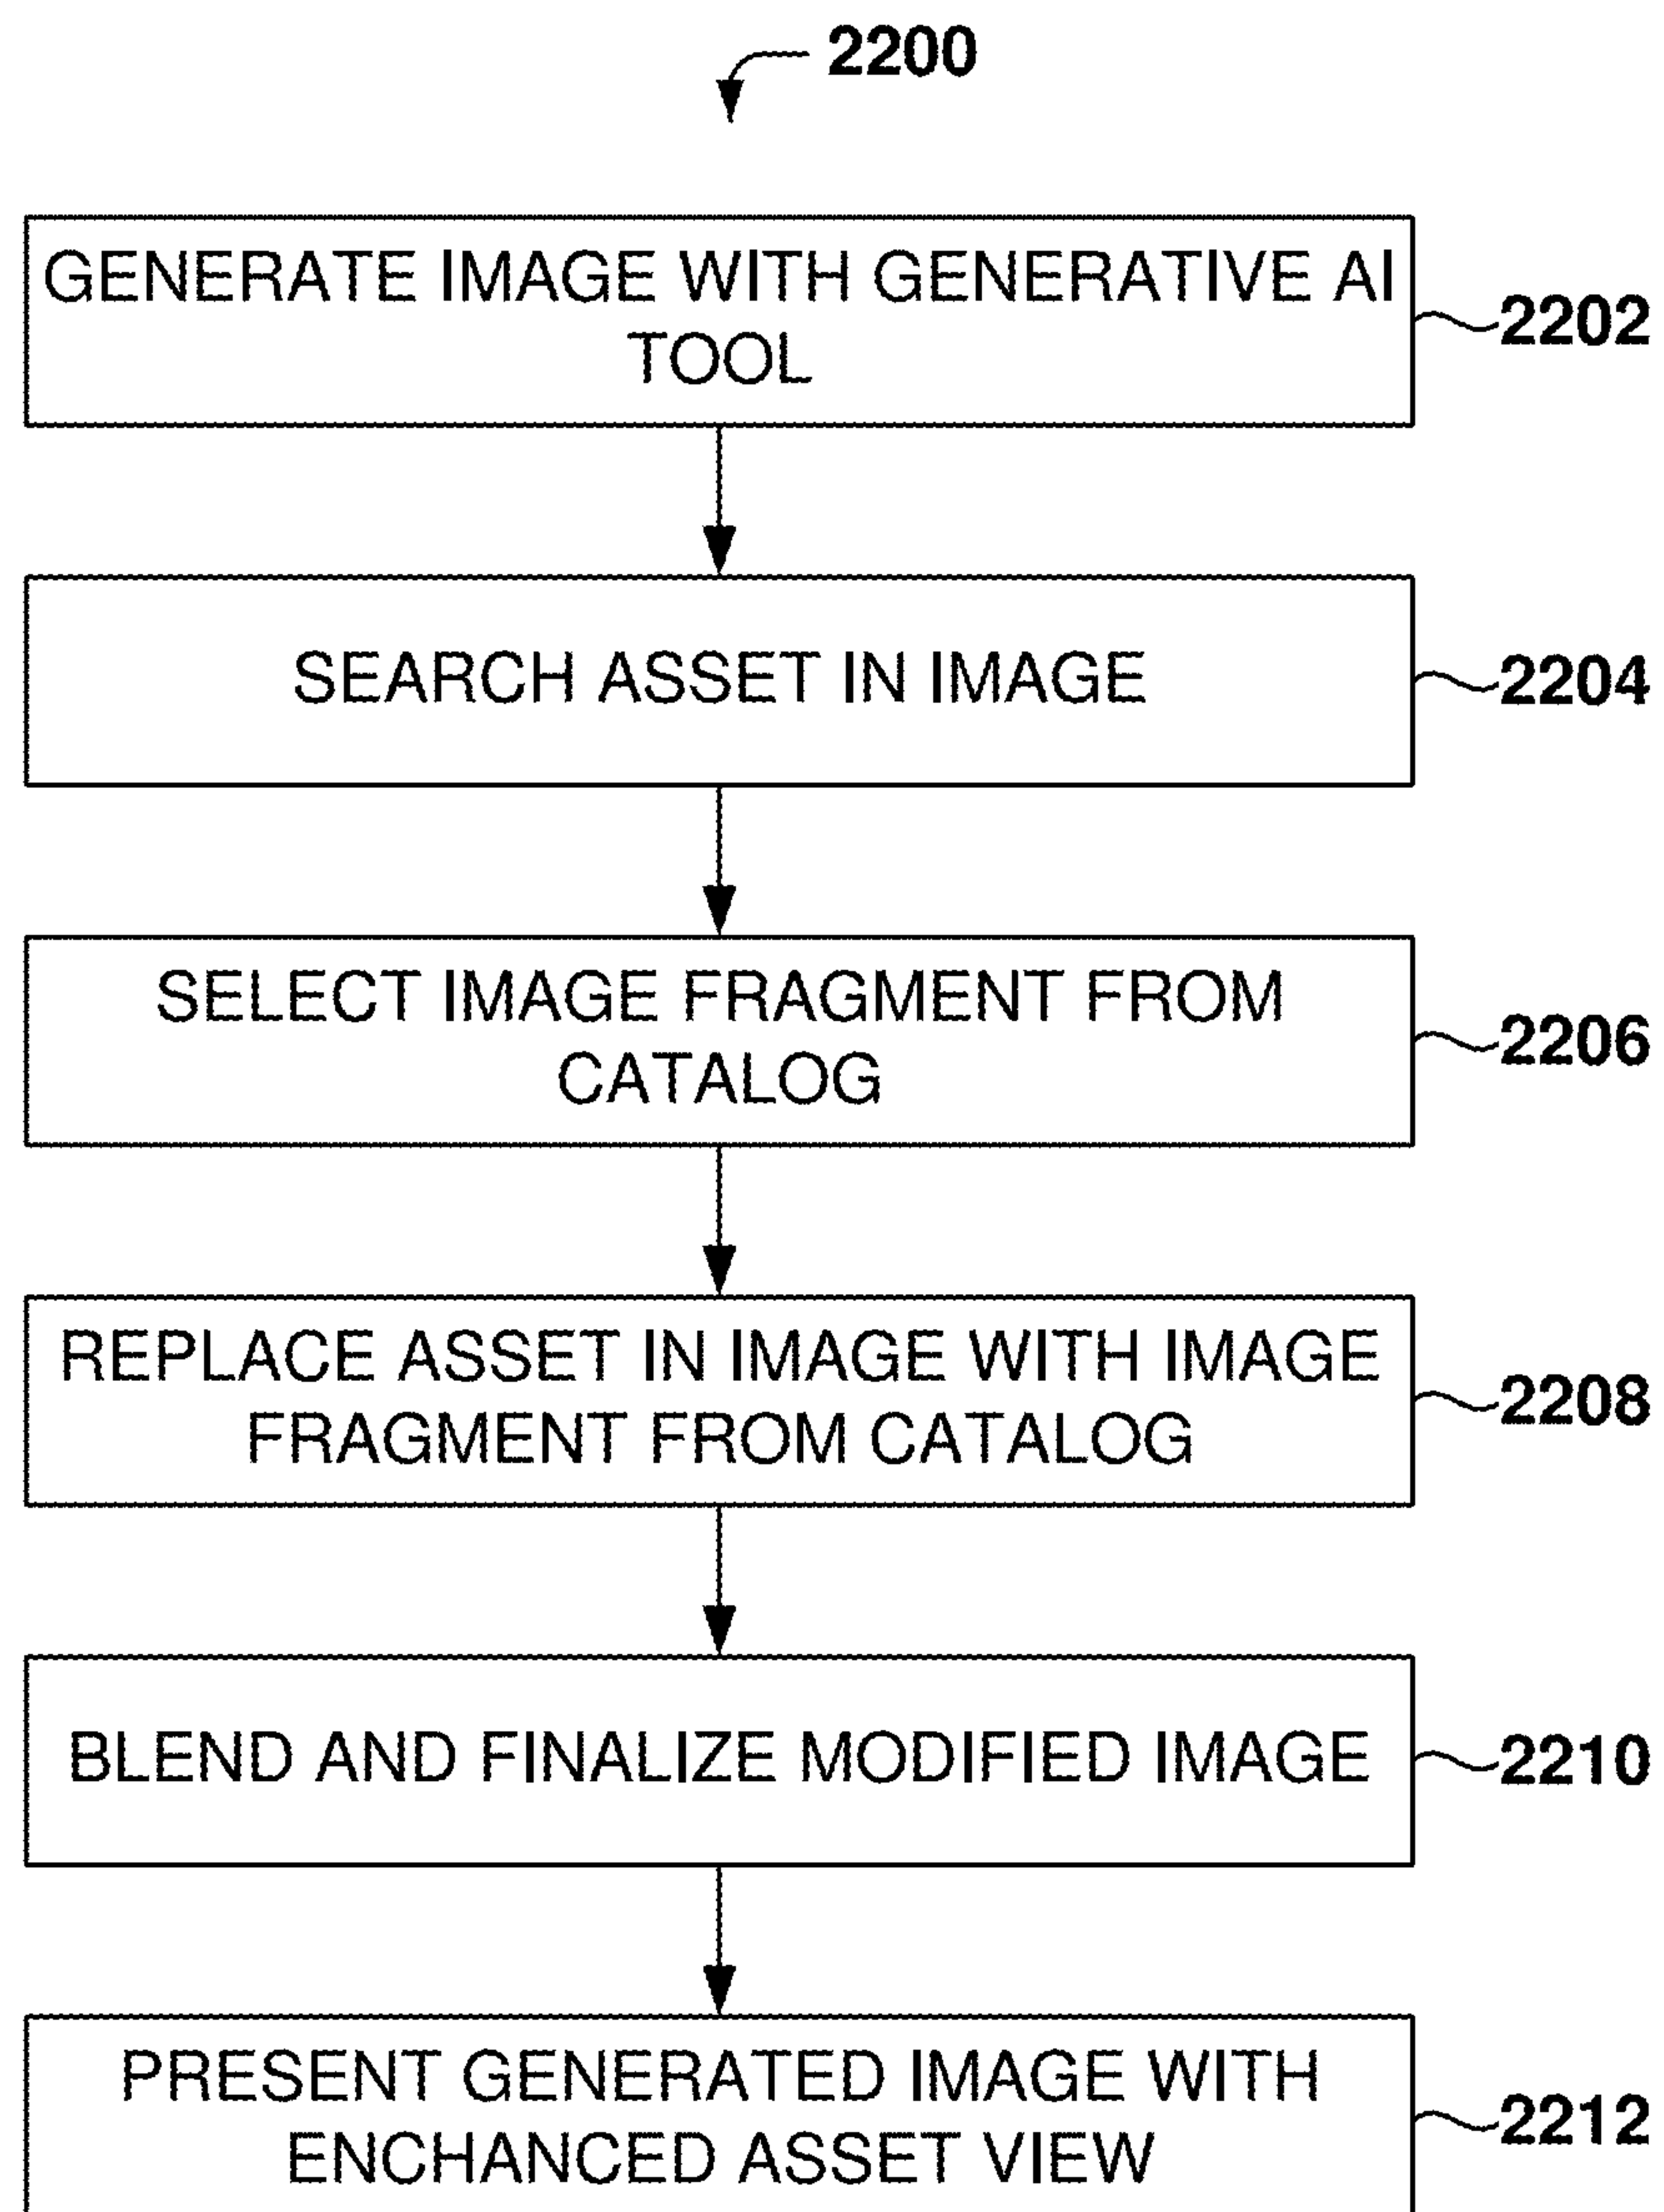 2200
GENERATE IMAGE WITH GENERATIVE AI
TOOL
2202
SEARCH ASSET IN IMAGE
2204
SELECT IMAGE FRAGMENT FROM
CATALOG
2206
REPLACE ASSET IN IMAGE WITH IMAGE
FRAGMENT FROM CATALOG
2208
BLEND AND FINALIZE MODIFIED IMAGE
2210
PRESENT GENERATED IMAGE WITH
ENCHANCED ASSET VIEW
2212